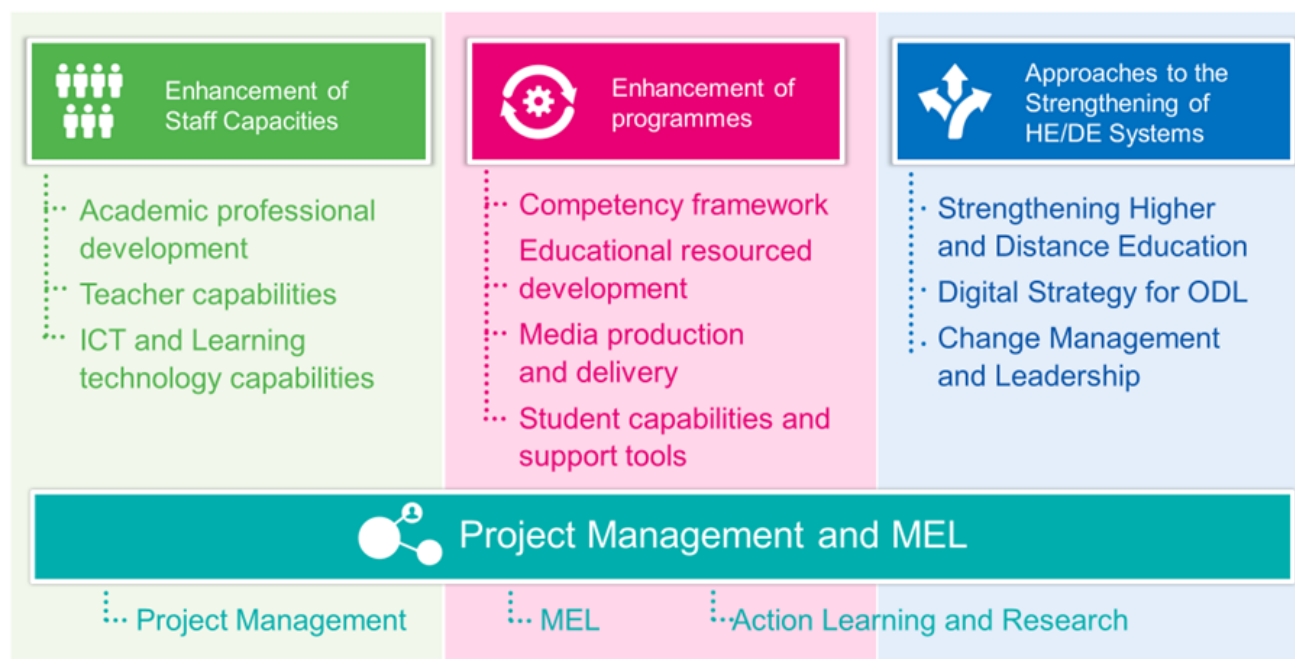 Enhancement of
Staff Capacities
Academic professional
development
Teacher capabilities
ICT and Learning
technology capabilities
Enhancement of
programmes
Competency framework
Educational resourced
development
Media production
and delivery
Student capabilities and
support tools
Approaches to the
Strengthening of
HE/DE Systems
Strengthening Higher
and Distance Education
Digital Strategy for ODL
Change Management
and Leadership
Project Management and MEL
Project Management
MEL
Action Learning and Research